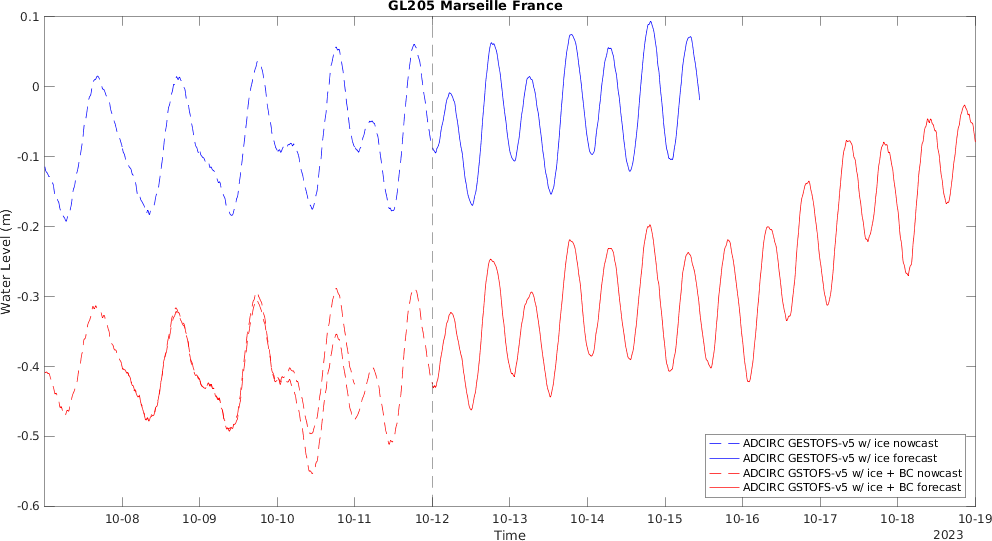 GL205 Marseille France
0.1
0
-0.1
-0.2
-0.3
-0.4
-0.5
-0.6
Water Level (m)
10-08 10-09 10-10 10-11 10-12 10-13 10-14 10-15 10-16 10-17 10-18 10-19
Time
2023
ADCIRC GESTOFS-v5 w/ ice nowcast
ADCIRC GESTOFS-v5 w/ ice forecast
ADCIRC GSTOFS-v5 w/ ice + BC nowcast
ADCIRC GSTOFS-v5 w/ ice + BC forecast